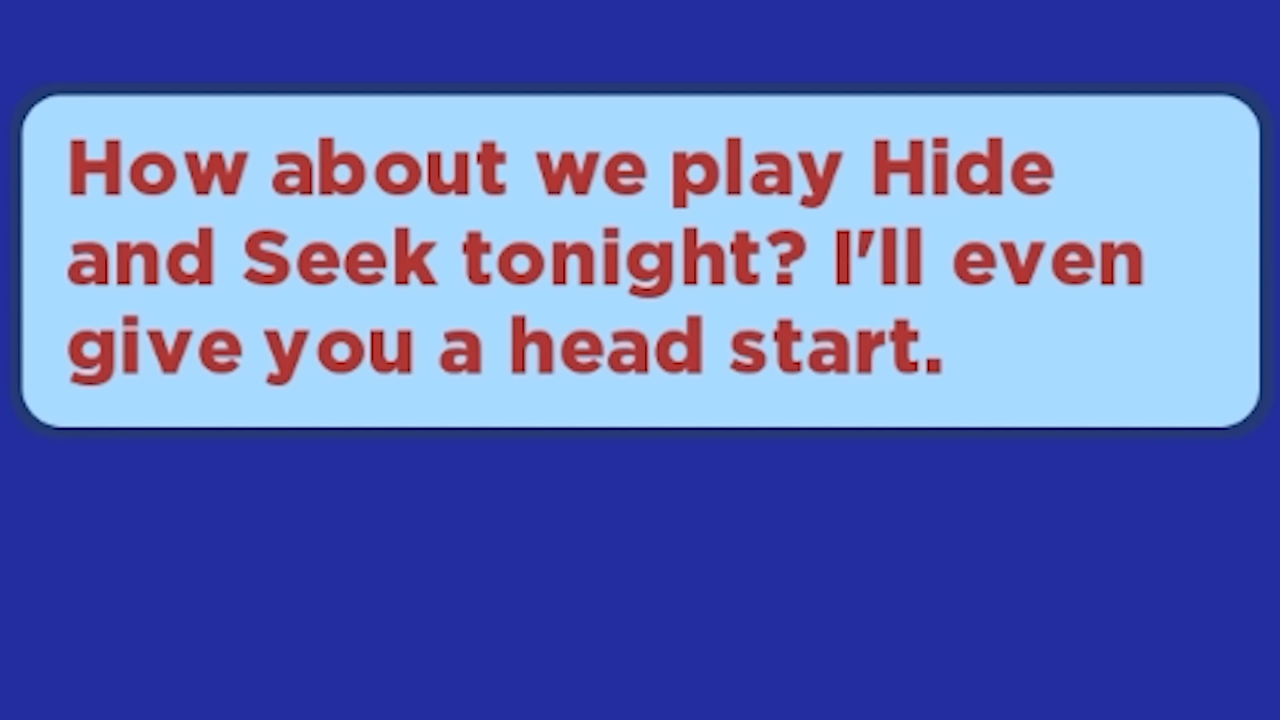 How about we play Hide
and Seek tonight? I'll even
give you a head start.